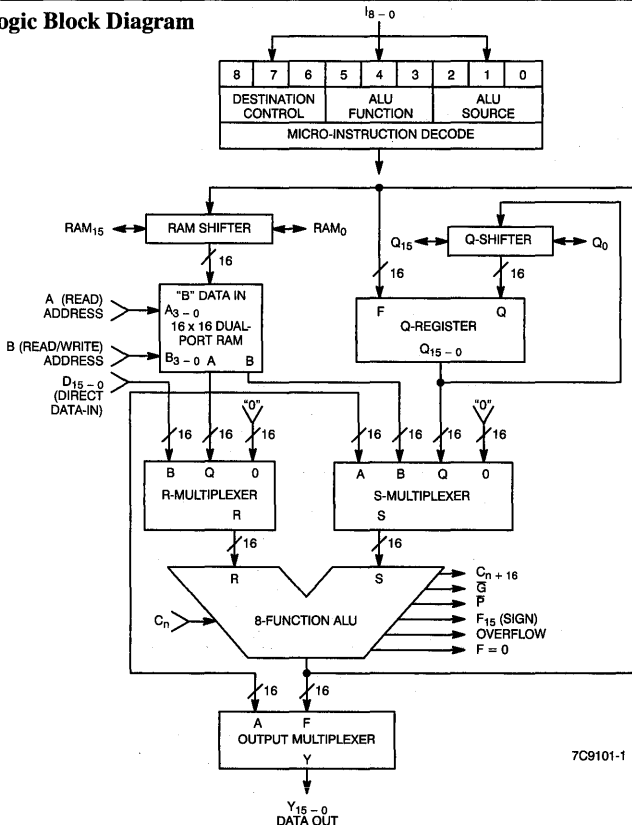 ogic Block Diagram
I8 – 0
8 7 6 5 4 3 2 1 0
DESTINATION CONTROL
ALU FUNCTION
ALU SOURCE
MICRO-INSTRUCTION DECODE
RAM15
RAM SHIFTER
RAM0
Q15
Q-SHIFTER
Q0
16
16
16
A (READ) ADDRESS
B (READ/WRITE) ADDRESS
"B" DATA IN
A3 – 0
16 x 16 DUAL-
PORT RAM
B3 – 0 A B
F Q
Q-REGISTER
Q15 – 0
D15 – 0
(DIRECT
DATA-IN)
"0"
"0"
16 16 16 16 16 16 16
B Q 0
R-MULTIPLEXER
R
A B Q 0
S-MULTIPLEXER
S
16
16
R S
8-FUNCTION ALU
Cn
Cn + 16
G̅
P̅
F15 (SIGN)
OVERFLOW
F = 0
16 16
A F
OUTPUT MULTIPLEXER
Y
7C9101-1
Y15 – 0
DATA OUT